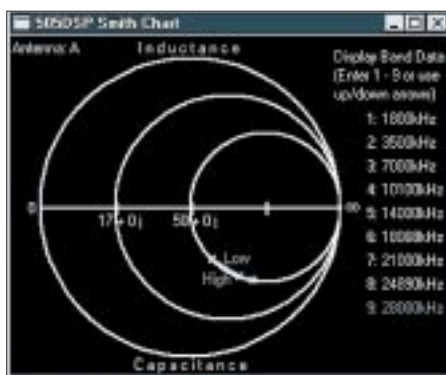 505DSP Smith Chart
Antenna: A
Inductance
Display Band Data
(Enter 1 - 9 or use
up/down arrows)
1: 1800kHz
2: 3500kHz
3: 7000kHz
4: 10100kHz
5: 14000kHz
6: 18068kHz
7: 21000kHz
8: 24890kHz
9: 28000kHz
0
17+0j
50+0j
∞
Low
High
Capacitance